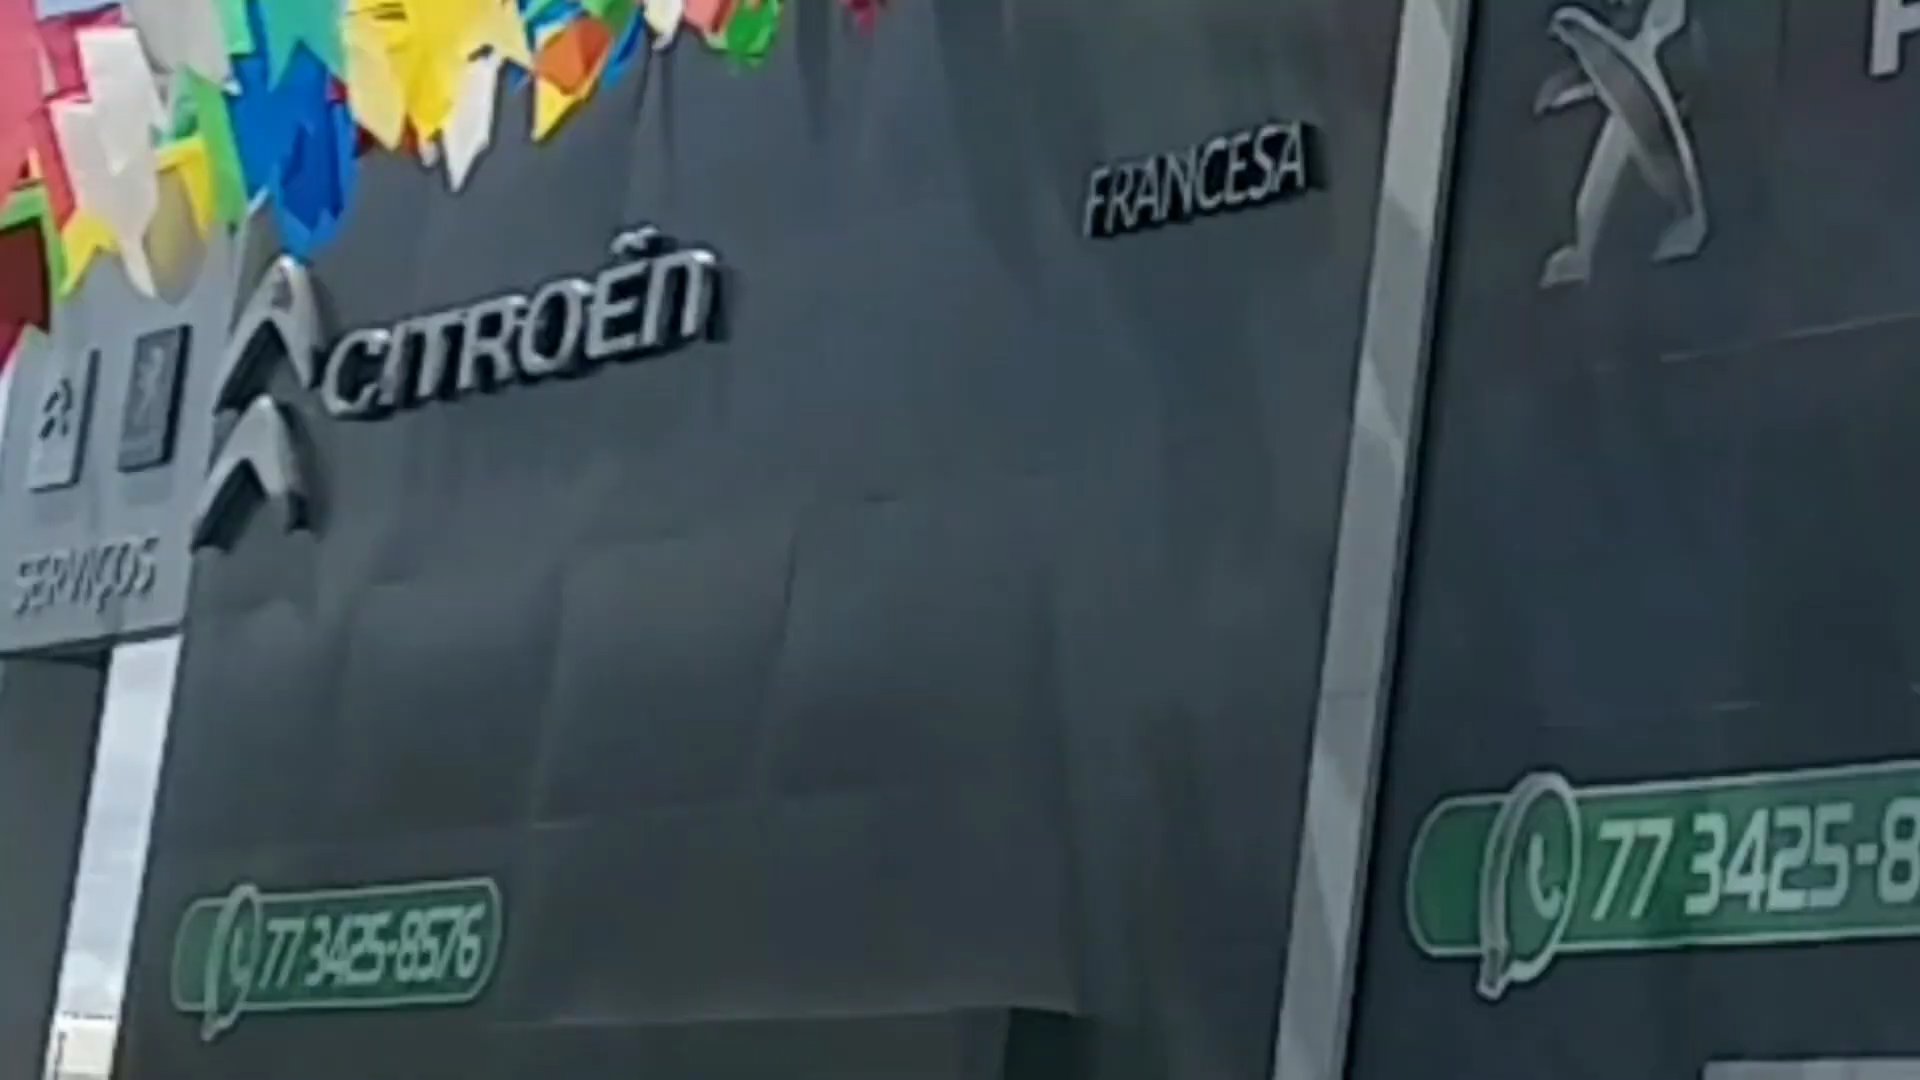 P
FRANCESA
CITROËN
SERVIÇOS
77 3425-8576
77 3425-8